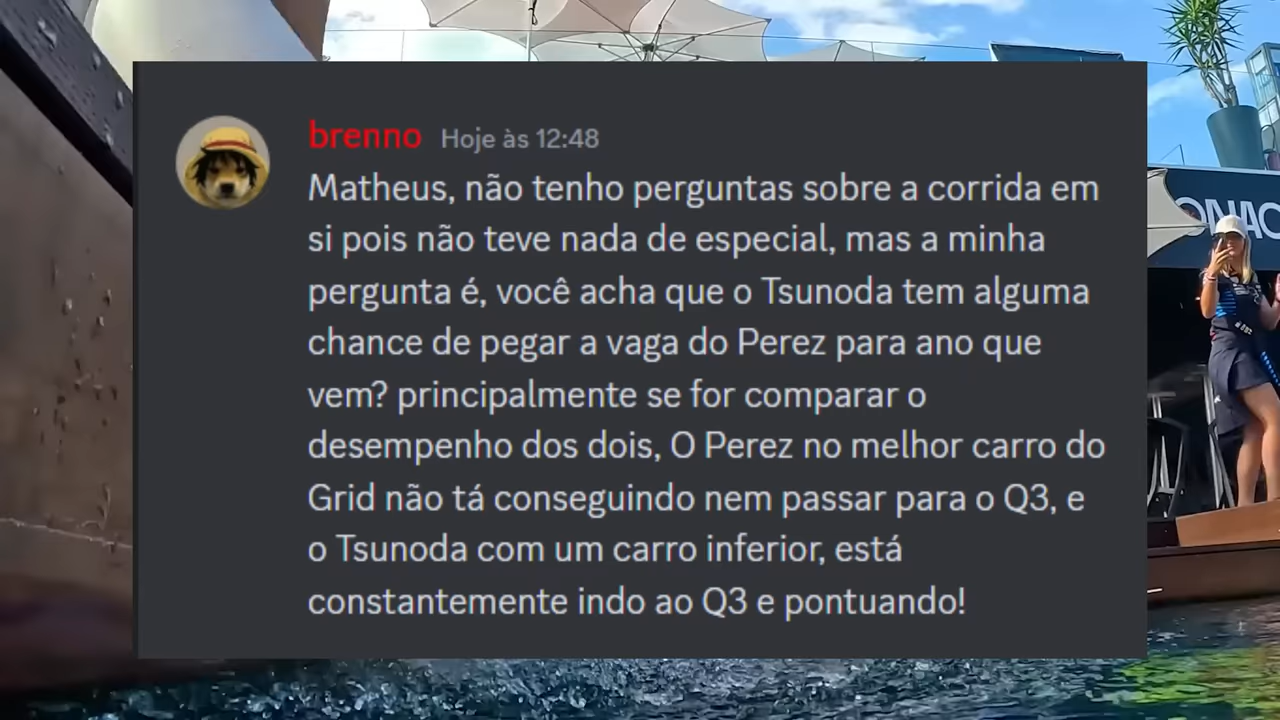 brenno Hoje às 12:48
Matheus, não tenho perguntas sobre a corrida em
si pois não teve nada de especial, mas a minha
pergunta é, você acha que o Tsunoda tem alguma
chance de pegar a vaga do Perez para ano que
vem? principalmente se for comparar o
desempenho dos dois, O Perez no melhor carro do
Grid não tá conseguindo nem passar para o Q3, e
o Tsunoda com um carro inferior, está
constantemente indo ao Q3 e pontuando!